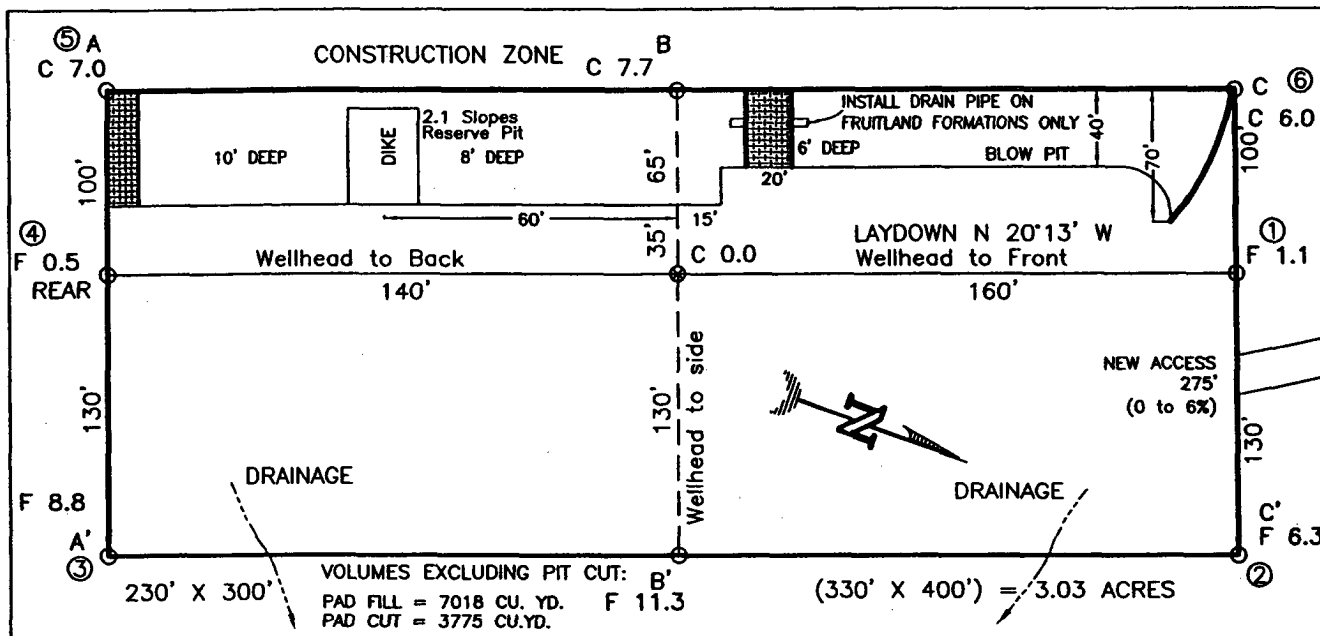 ⑤ A
CONSTRUCTION ZONE
B
C 7.0
C 7.7
C ⑥
C 6.0
2.1 Slopes
Reserve Pit
DIKE
10' DEEP
8' DEEP
INSTALL DRAIN PIPE ON
FRUITLAND FORMATIONS ONLY
6' DEEP
BLOW PIT
40'
70'
100'
100'
65'
20'
60'
15'
35'
④
F 0.5
REAR
Wellhead to Back
140'
C 0.0
LAYDOWN N 20°13' W
Wellhead to Front
160'
①
F 1.1
130'
130'
Wellhead to side
NEW ACCESS
275'
(0 to 6%)
130'
N
DRAINAGE
DRAINAGE
F 8.8
A'
③
C'
F 6.3
②
230' X 300'
VOLUMES EXCLUDING PIT CUT:
PAD FILL = 7018 CU. YD.
PAD CUT = 3775 CU.YD.
B'
F 11.3
(330' X 400') = 3.03 ACRES